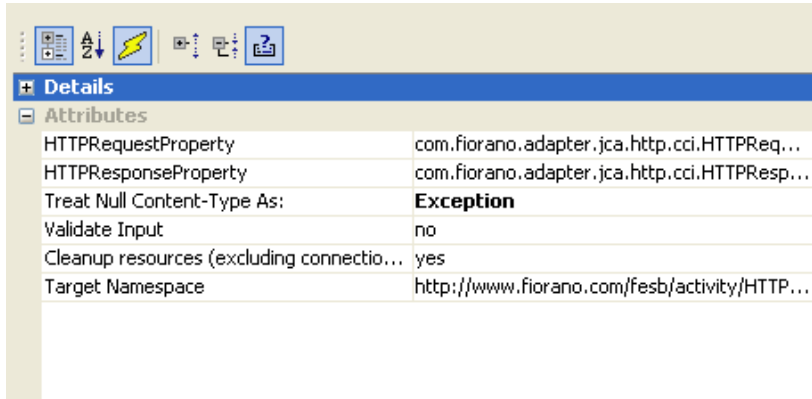 Details
Attributes
HTTPRequestProperty com.fiorano.adapter.jca.http.cci.HTTPReq...
HTTPResponseProperty com.fiorano.adapter.jca.http.cci.HTTPResp...
Treat Null Content-Type As: Exception
Validate Input no
Cleanup resources (excluding connectio... yes
Target Namespace http://www.fiorano.com/fesb/activity/HTTP...